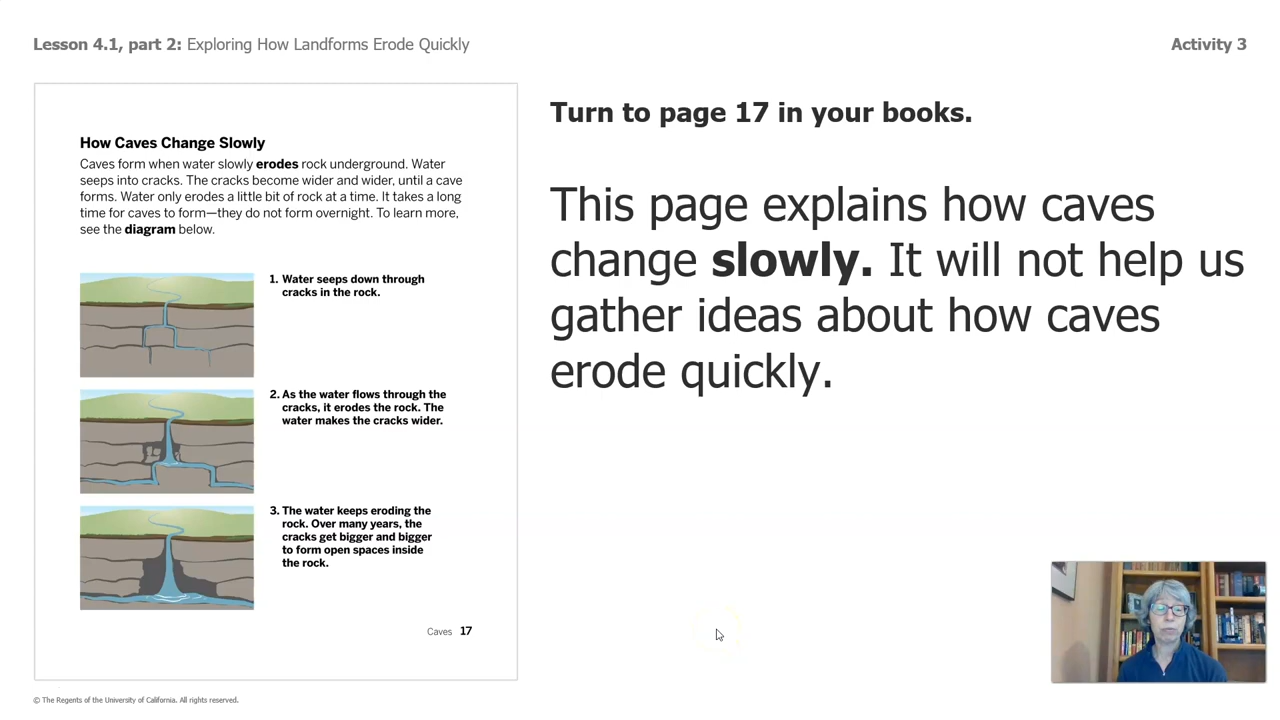 Lesson 4.1, part 2: Exploring How Landforms Erode Quickly
Activity 3
How Caves Change Slowly
Caves form when water slowly erodes rock underground. Water
seeps into cracks. The cracks become wider and wider, until a cave
forms. Water only erodes a little bit of rock at a time. It takes a long
time for caves to form—they do not form overnight. To learn more,
see the diagram below.
1. Water seeps down through
cracks in the rock.
2. As the water flows through the
cracks, it erodes the rock. The
water makes the cracks wider.
3. The water keeps eroding the
rock. Over many years, the
cracks get bigger and bigger
to form open spaces inside
the rock.
Caves 17
Turn to page 17 in your books.
This page explains how caves
change slowly. It will not help us
gather ideas about how caves
erode quickly.
© The Regents of the University of California. All rights reserved.